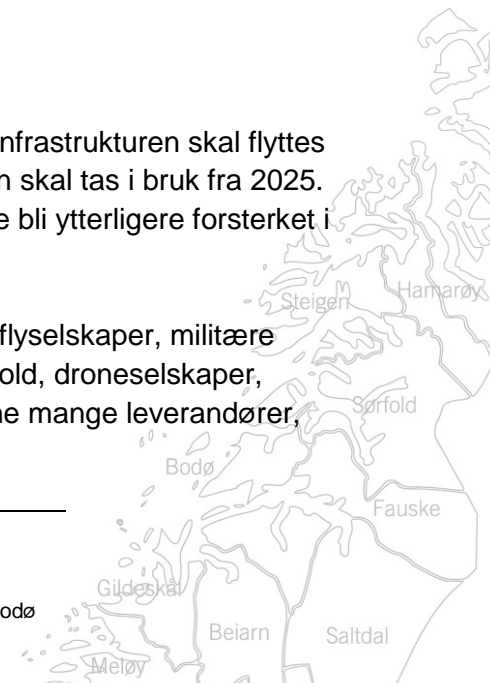 nfrastrukturen skal flyttes
n skal tas i bruk fra 2025.
e bli ytterligere forsterket i
flyselskaper, militære
old, droneselskaper,
ne mange leverandører,
Steigen
Hamarøy
Sørfold
Bodø
Fauske
Gildeskål
odø
Beiarn
Saltdal
Meløy